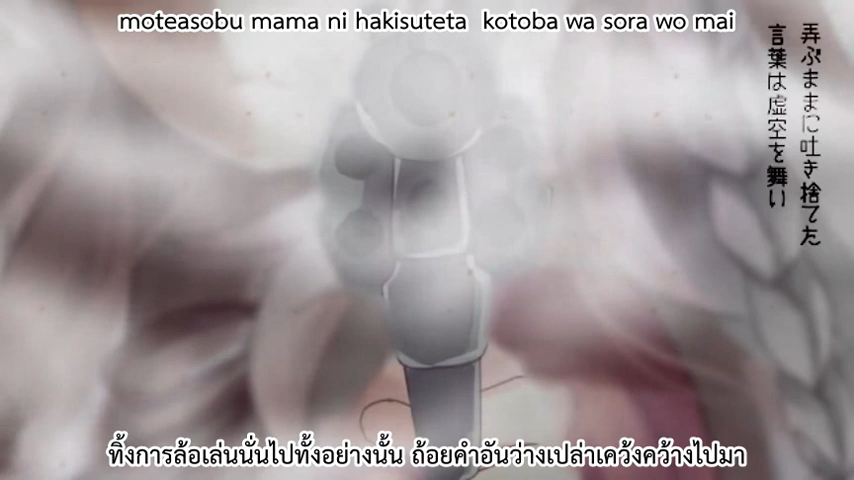 moteasobu mama ni hakisuteta kotoba wa sora wo mai
弄ぶままに吐き捨てた
言葉は虚空を舞い
ทิ้งการล้อเล่นนั่นไปทั้งอย่างนั้น ถ้อยคำอันว่างเปล่าเคว้งคว้างไปมา